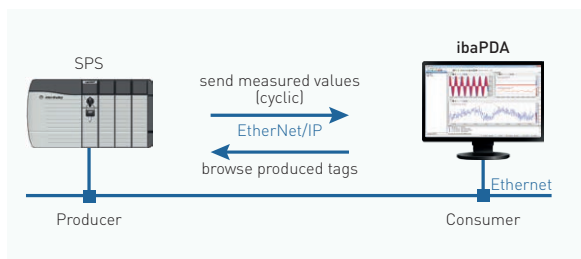 ibaPDA
SPS
send measured values
(cyclic)
EtherNet/IP
browse produced tags
Ethernet
Producer
Consumer